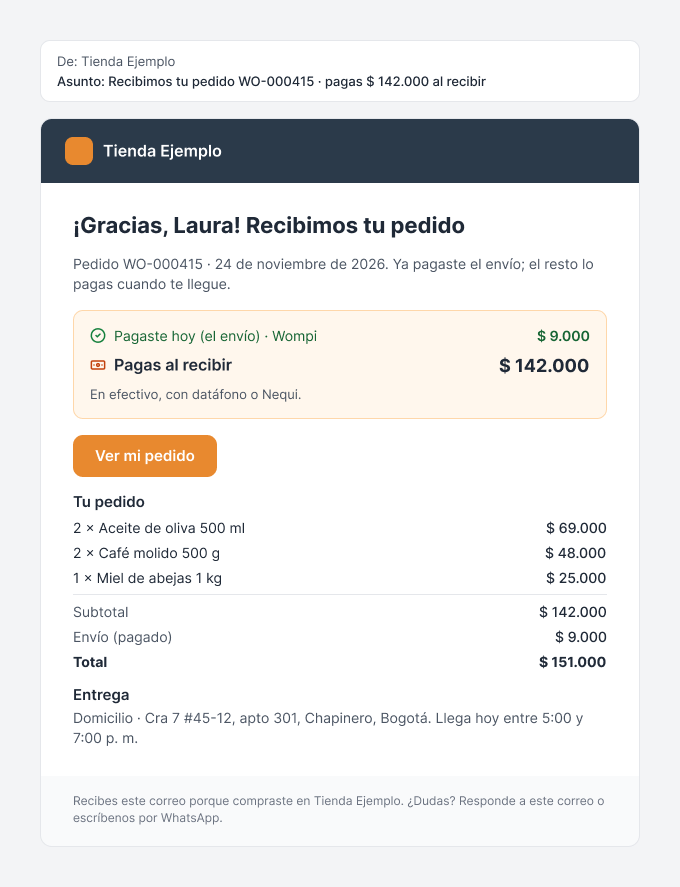 De: Tienda Ejemplo
Asunto: Recibimos tu pedido WO-000415 · pagas $ 142.000 al recibir
Tienda Ejemplo
¡Gracias, Laura! Recibimos tu pedido
Pedido WO-000415 · 24 de noviembre de 2026. Ya pagaste el envío; el resto lo
pagas cuando te llegue.
Pagaste hoy (el envío) · Wompi $ 9.000
Pagas al recibir $ 142.000
En efectivo, con datáfono o Nequi.
Ver mi pedido
Tu pedido
2 × Aceite de oliva 500 ml $ 69.000
2 × Café molido 500 g $ 48.000
1 × Miel de abejas 1 kg $ 25.000
Subtotal $ 142.000
Envío (pagado) $ 9.000
Total $ 151.000
Entrega
Domicilio · Cra 7 #45-12, apto 301, Chapinero, Bogotá. Llega hoy entre 5:00 y
7:00 p. m.
Recibes este correo porque compraste en Tienda Ejemplo. ¿Dudas? Responde a este correo o
escríbenos por WhatsApp.